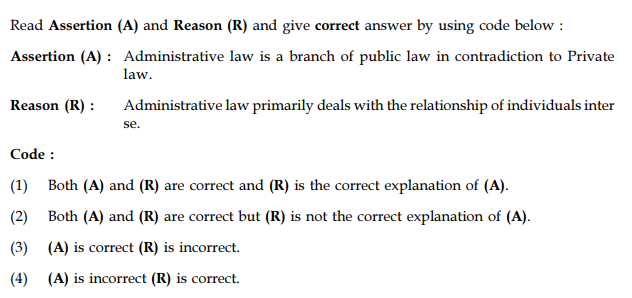 Read Assertion (A) and Reason (R) and give correct answer by using code below :
Assertion (A) : Administrative law is a branch of public law in contradiction to Private
law.
Reason (R) : Administrative law primarily deals with the relationship of individuals inter
se.
Code :
(1) Both (A) and (R) are correct and (R) is the correct explanation of (A).
(2) Both (A) and (R) are correct but (R) is not the correct explanation of (A).
(3) (A) is correct (R) is incorrect.
(4) (A) is incorrect (R) is correct.